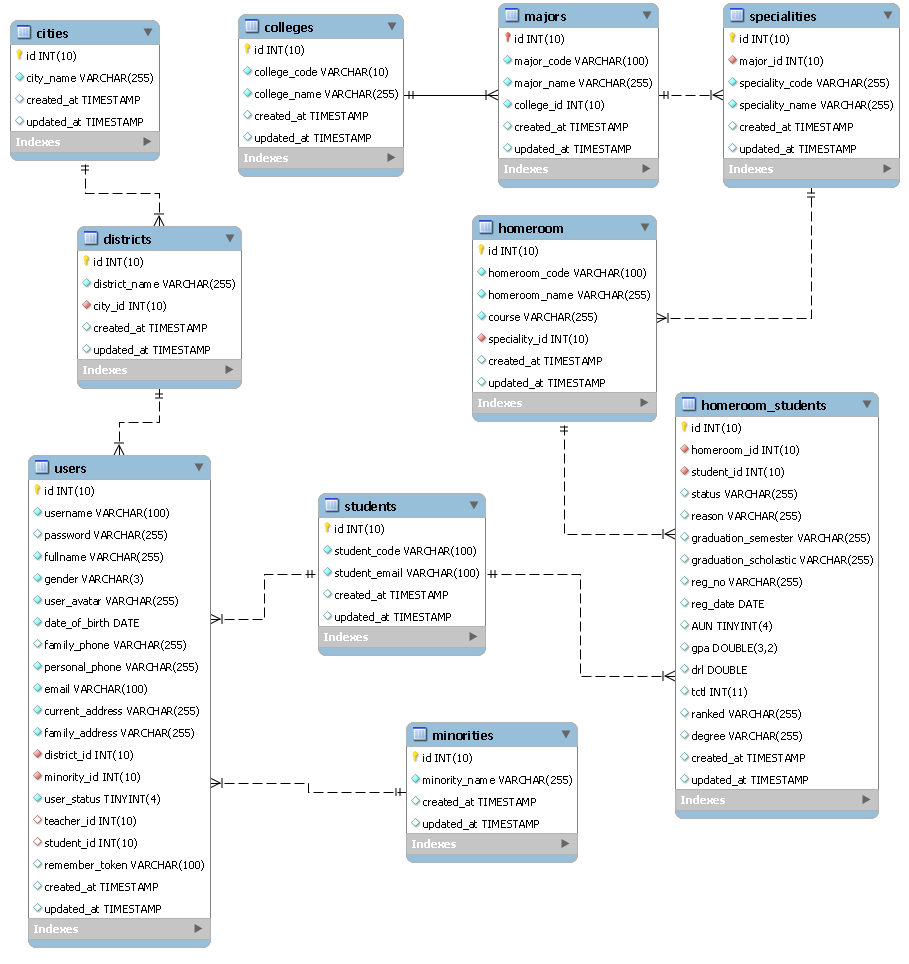 cities
id INT(10)
city_name VARCHAR(255)
created_at TIMESTAMP
updated_at TIMESTAMP
Indexes
colleges
id INT(10)
college_code VARCHAR(10)
college_name VARCHAR(255)
created_at TIMESTAMP
updated_at TIMESTAMP
Indexes
majors
id INT(10)
major_code VARCHAR(100)
major_name VARCHAR(255)
college_id INT(10)
created_at TIMESTAMP
updated_at TIMESTAMP
Indexes
specialities
id INT(10)
major_id INT(10)
speciality_code VARCHAR(255)
speciality_name VARCHAR(255)
created_at TIMESTAMP
updated_at TIMESTAMP
Indexes
districts
id INT(10)
district_name VARCHAR(255)
city_id INT(10)
created_at TIMESTAMP
updated_at TIMESTAMP
Indexes
homeroom
id INT(10)
homeroom_code VARCHAR(100)
homeroom_name VARCHAR(255)
course VARCHAR(255)
speciality_id INT(10)
created_at TIMESTAMP
updated_at TIMESTAMP
Indexes
homeroom_students
id INT(10)
homeroom_id INT(10)
student_id INT(10)
status VARCHAR(255)
reason VARCHAR(255)
graduation_semester VARCHAR(255)
graduation_scholastic VARCHAR(255)
reg_no VARCHAR(255)
reg_date DATE
AUN TINYINT(4)
gpa DOUBLE(3,2)
drl DOUBLE
tctl INT(11)
ranked VARCHAR(255)
degree VARCHAR(255)
created_at TIMESTAMP
updated_at TIMESTAMP
Indexes
users
id INT(10)
username VARCHAR(100)
password VARCHAR(255)
fullname VARCHAR(255)
gender VARCHAR(3)
user_avatar VARCHAR(255)
date_of_birth DATE
family_phone VARCHAR(255)
personal_phone VARCHAR(255)
email VARCHAR(100)
current_address VARCHAR(255)
family_address VARCHAR(255)
district_id INT(10)
minority_id INT(10)
user_status TINYINT(4)
teacher_id INT(10)
student_id INT(10)
remember_token VARCHAR(100)
created_at TIMESTAMP
updated_at TIMESTAMP
Indexes
students
id INT(10)
student_code VARCHAR(100)
student_email VARCHAR(100)
created_at TIMESTAMP
updated_at TIMESTAMP
Indexes
minorities
id INT(10)
minority_name VARCHAR(255)
created_at TIMESTAMP
updated_at TIMESTAMP
Indexes